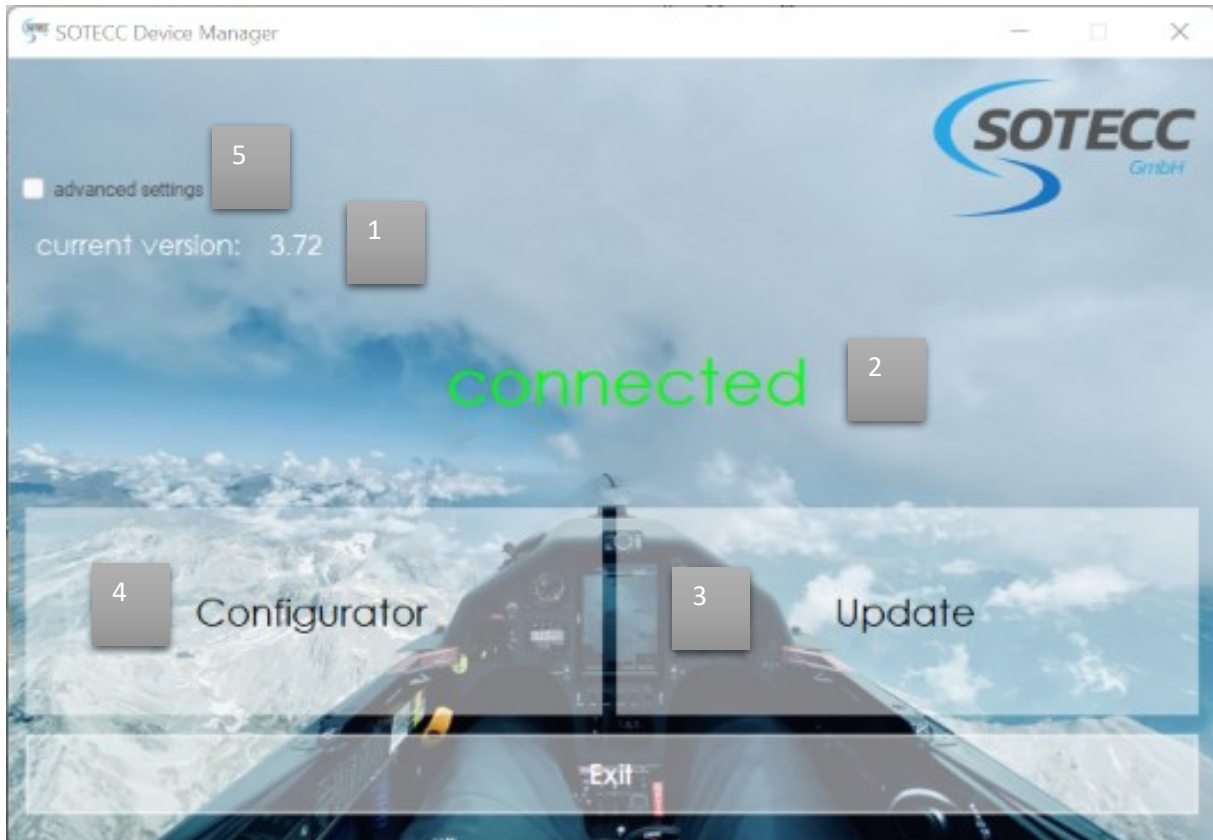 SOTECC Device Manager
SOTECC
GmbH
5
advanced settings
1
current version: 3.72
connected
2
4
Configurator
3
Update
Exit